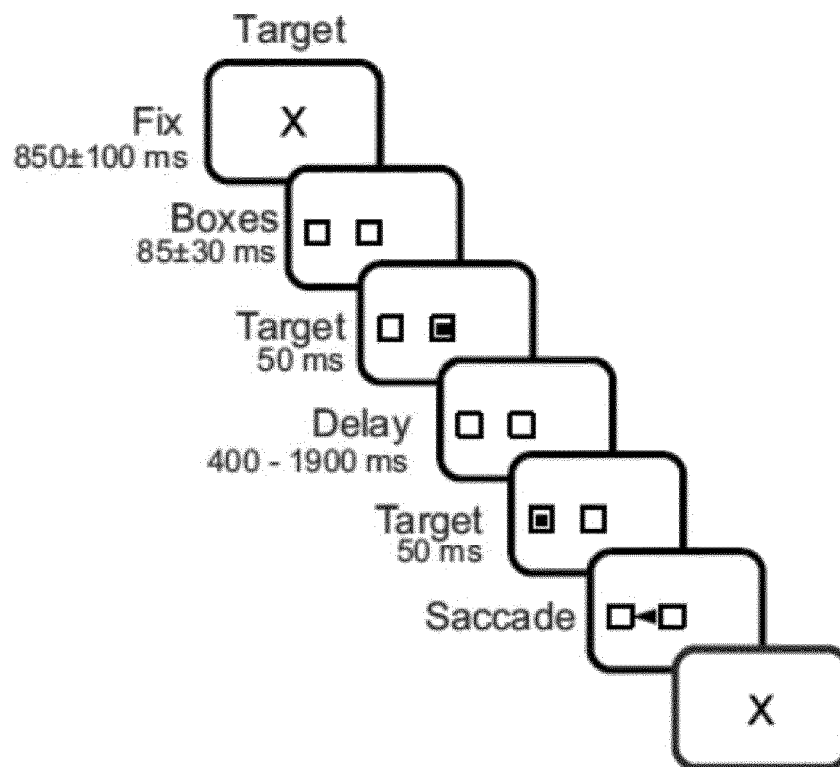 Target
X
Fix
850±100 ms
Boxes
85±30 ms
Target
50 ms
Delay
400 - 1900 ms
Target
50 ms
Saccade
X